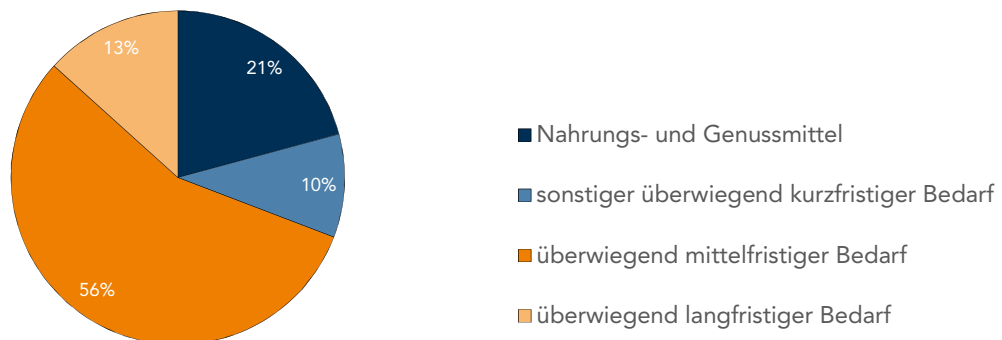 13%
21%
10%
56%
Nahrungs- und Genussmittel
sonstiger überwiegend kurzfristiger Bedarf
überwiegend mittelfristiger Bedarf
überwiegend langfristiger Bedarf